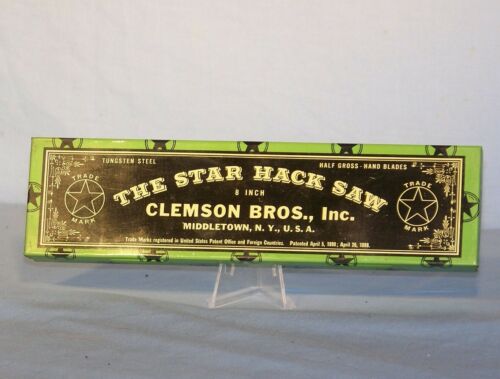 TUNGSTEN STEEL
HALF GROSS-HAND BLADES
THE STAR HACK SAW
8 INCH
TRADE MARK
TRADE MARK
CLEMSON BROS., Inc.
MIDDLETOWN, N. Y., U. S. A.
Trade Marks registered in United States Patent Office and Foreign Countries. Patented April 5, 1898; April 26, 1898.